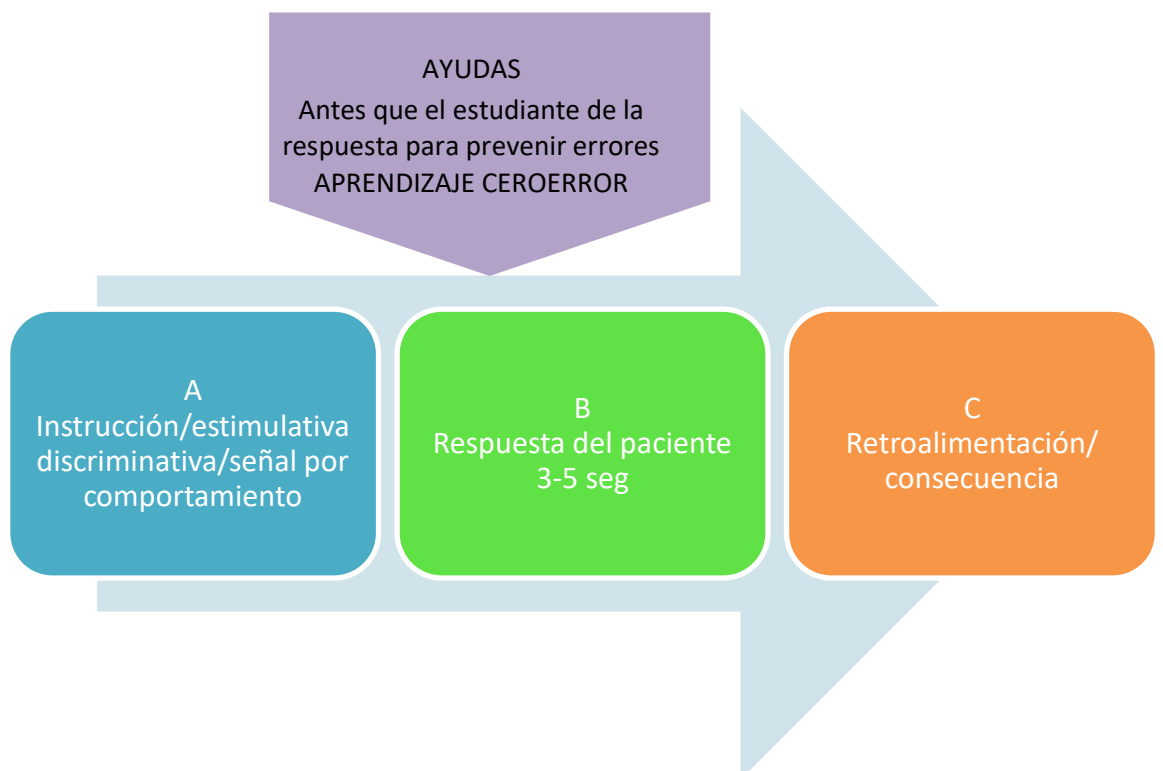 AYUDAS
Antes que el estudiante de la
respuesta para prevenir errores
APRENDIZAJE CEROERROR
A
Instrucción/estimulativa
discriminativa/señal por
comportamiento
B
Respuesta del paciente
3-5 seg
C
Retroalimentación/
consecuencia